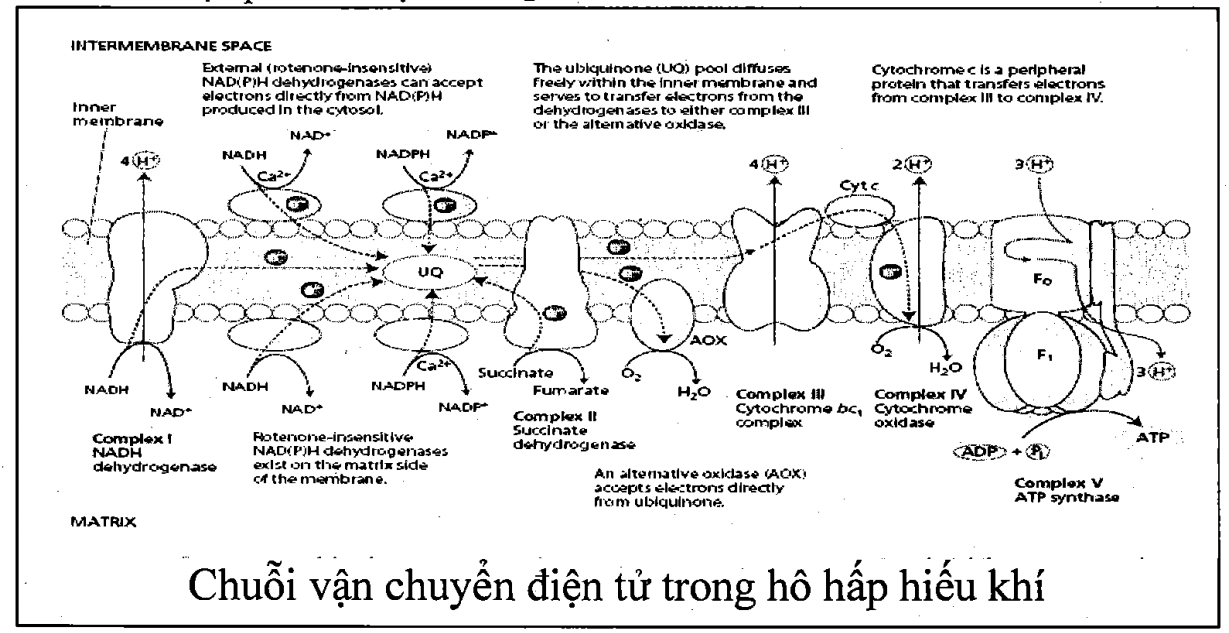 INTERMEMBRANE SPACE
External (rotenone-insensitive)
NAD(P)H dehydrogenases can accept
electrons directly from NAD(P)H
produced in the cytosol.
The ubiquinone (UQ) pool diffuses
freely within the inner membrane and
serves to transfer electrons from the
dehydrogenases to either complex III
or the alternative oxidase.
Cytochrome c is a peripheral
protein that transfers electrons
from complex III to complex IV.
Inner
membrane
4 H+
NADH
NAD+
Ca2+
NADPH
NADP+
Ca2+
4 H+
Cyt c
2 H+
3 H+
UQ
F0
AOX
F1
NADH
NAD+
NADH
NAD+
NADPH
Ca2+
NADP+
Succinate
Fumarate
O2
H2O
O2
H2O
3 H+
Complex I
NADH
dehydrogenase
Rotenone-insensitive
NAD(P)H dehydrogenases
exist on the matrix side
of the membrane.
Complex II
Succinate
dehydrogenase
Complex III
Cytochrome bc1
complex
Complex IV
Cytochrome
oxidase
ADP + Pi
ATP
An alternative oxidase (AOX)
accepts electrons directly
from ubiquinone.
Complex V
ATP synthase
MATRIX
Chuỗi vận chuyển điện tử trong hô hấp hiếu khí